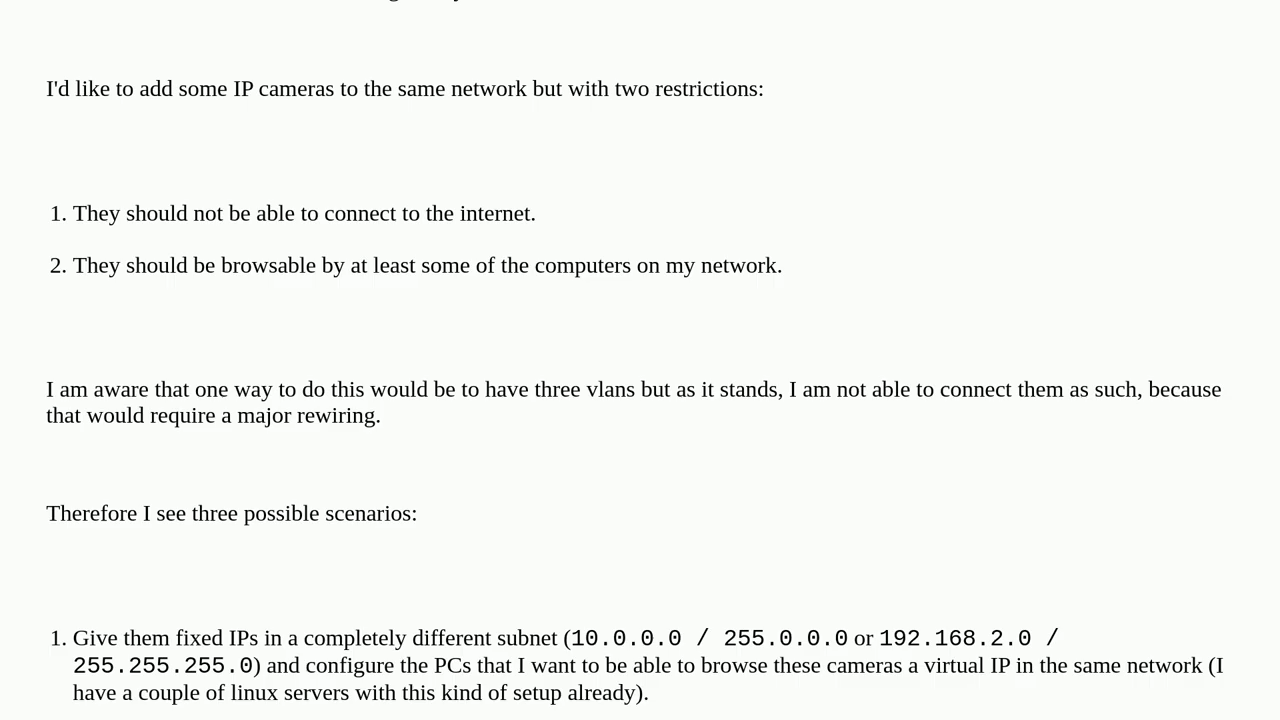 I'd like to add some IP cameras to the same network but with two restrictions:
1. They should not be able to connect to the internet.
2. They should be browsable by at least some of the computers on my network.
I am aware that one way to do this would be to have three vlans but as it stands, I am not able to connect them as such, because
that would require a major rewiring.
Therefore I see three possible scenarios:
1. Give them fixed IPs in a completely different subnet (10.0.0.0 / 255.0.0.0 or 192.168.2.0 /
255.255.255.0) and configure the PCs that I want to be able to browse these cameras a virtual IP in the same network (I
have a couple of linux servers with this kind of setup already).